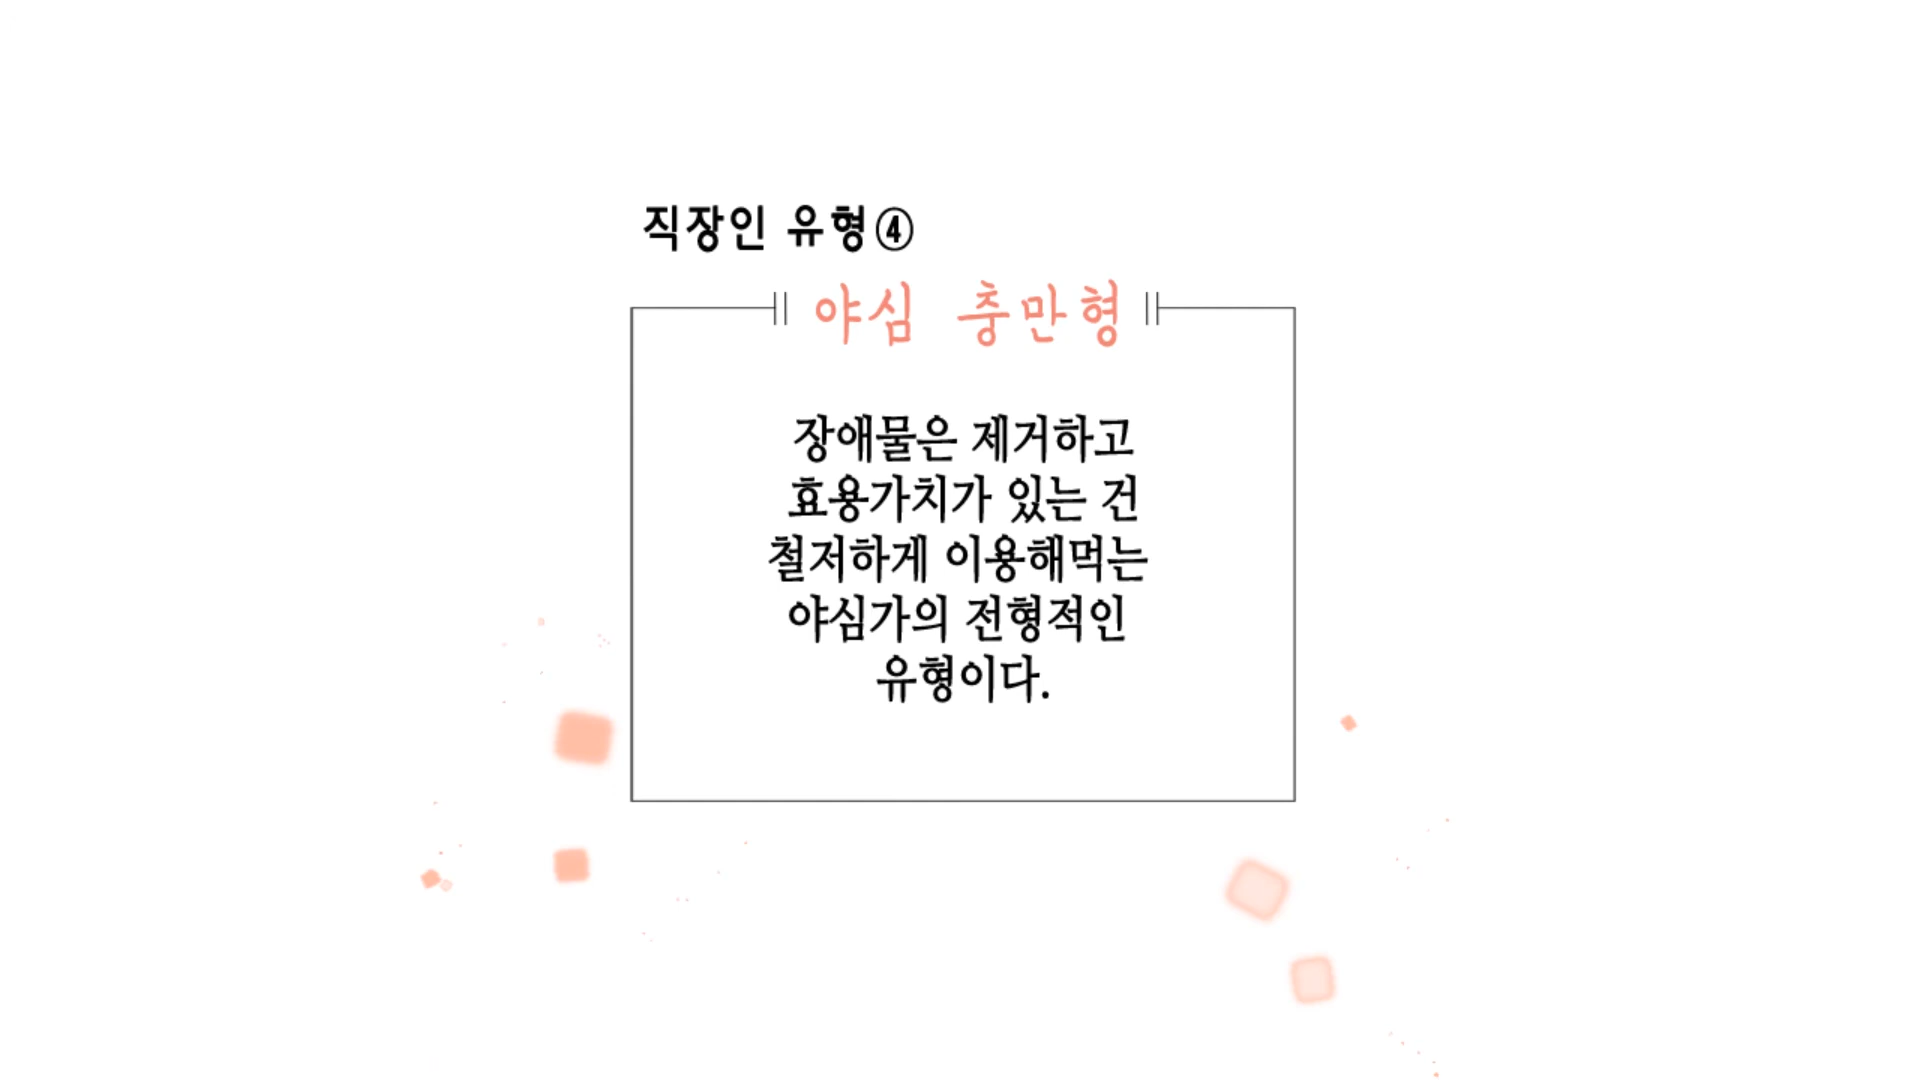 직장인 유형④
야심 충만형
장애물은 제거하고
효용가치가 있는 건
철저하게 이용해먹는
야심가의 전형적인
유형이다.